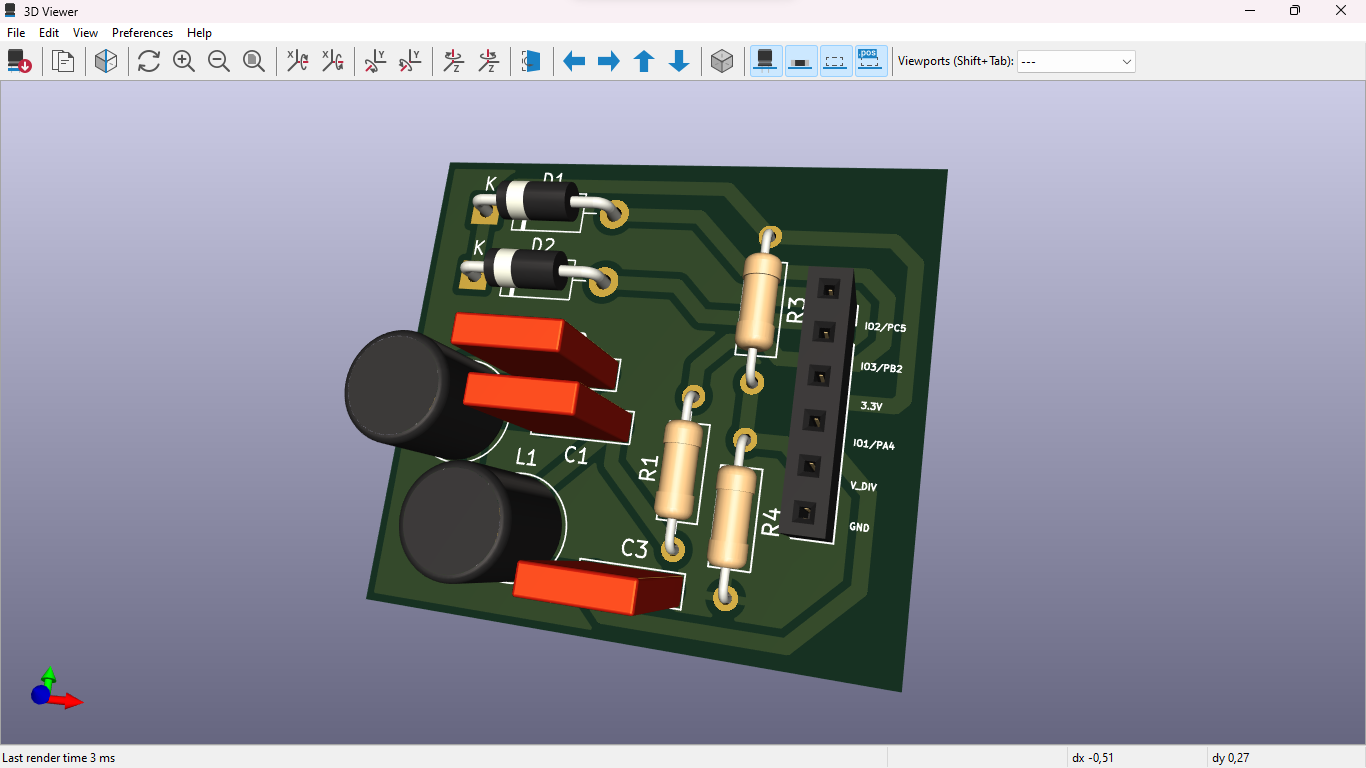 3D Viewer
File Edit View Preferences Help
Viewports (Shift+Tab): ---
K D1
K D2
R3
IO2/PC5
IO3/PB2
3.3V
IO1/PA4
V_DIV
GND
L1 C1
R1
R4
C3
Last render time 3 ms
dx -0,51
dy 0,27